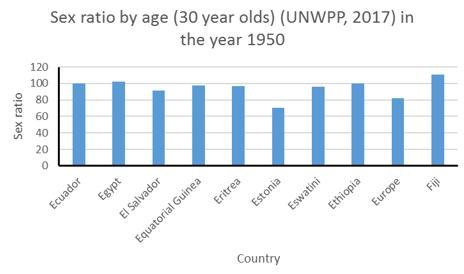 Sex ratio by age (30 year olds) (UNWPP, 2017) in
the year 1950
120
100
80
60
40
20
0
Sex ratio
Ecuador
Egypt
El Salvador
Equatorial Guinea
Eritrea
Estonia
Eswatini
Ethiopia
Europe
Fiji
Country